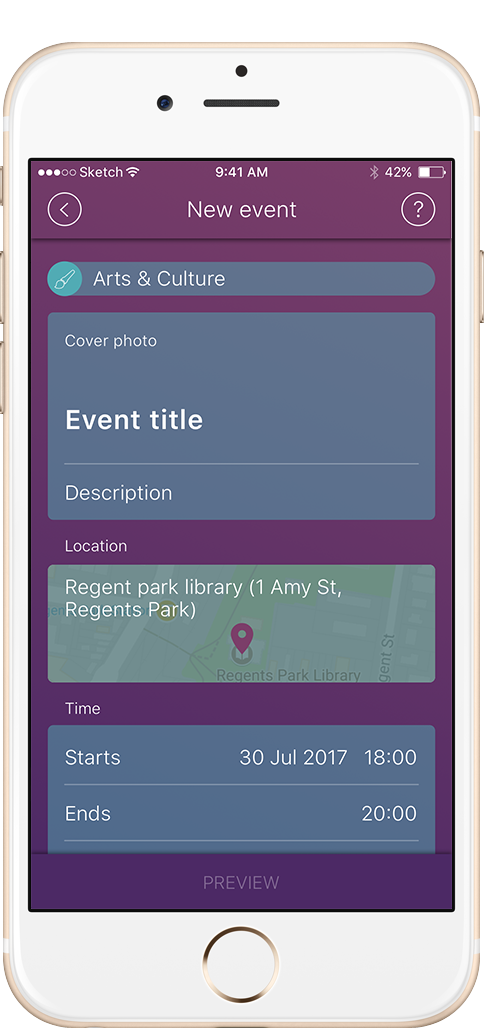 Sketch 9:41 AM 42%
New event ?
Arts & Culture
Cover photo
Event title
Description
Location
Regent park library (1 Amy St,
Regents Park)
Regents Park Library
gent St
Time
Starts 30 Jul 2017 18:00
Ends 20:00
PREVIEW